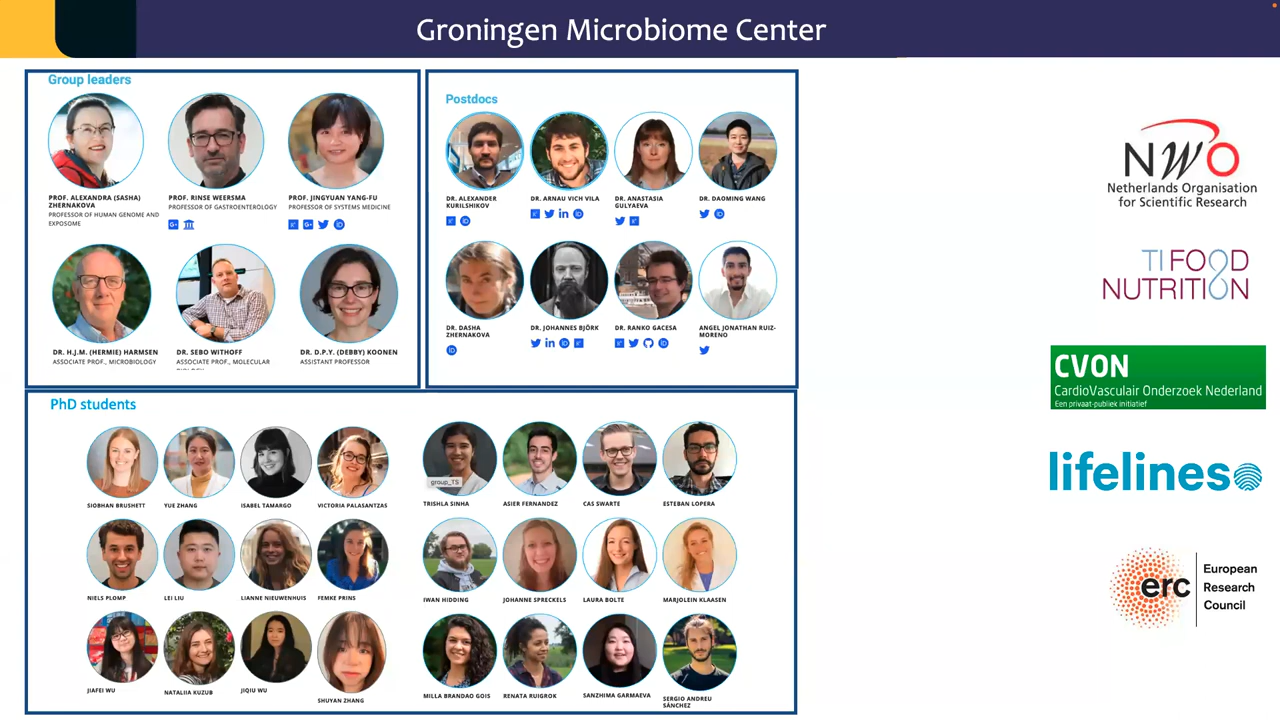 Groningen Microbiome Center
Group leaders
PROF. ALEXANDRA (SASHA)
ZHERNAKOVA
PROFESSOR OF HUMAN GENOME AND
EXPOSOME
PROF. RINSE WEERSMA
PROFESSOR OF GASTROENTEROLOGY
PROF. JINGYUAN YANG-FU
PROFESSOR OF SYSTEMS MEDICINE
DR. H.J.M. (HERMIE) HARMSEN
ASSOCIATE PROF., MICROBIOLOGY
DR. SEBO WITHOFF
ASSOCIATE PROF., MOLECULAR
DR. D.P.Y. (DEBBY) KOONEN
ASSISTANT PROFESSOR
Postdocs
DR. ALEXANDER
KURILSHIKOV
DR. ARNAU VICH VILA
DR. ANASTASIA
GULYAEVA
DR. DAOMING WANG
DR. DASHA
ZHERNAKOVA
DR. JOHANNES BJÖRK
DR. RANKO GACESA
ANGEL JONATHAN RUIZ-
MORENO
PhD students
SIOBHAN BRUSHETT
YUE ZHANG
ISABEL TAMARGO
VICTORIA PALASANTZAS
group_TS
TRISHLA SINHA
ASIER FERNANDEZ
CAS SWARTE
ESTEBAN LOPERA
NIELS PLOMP
LEI LIU
LIANNE NIEUWENHUIS
FEMKE PRINS
IWAN HIDDING
JOHANNE SPRECKELS
LAURA BOLTE
MARJOLEIN KLAASEN
JIAFEI WU
NATALIIA KUZUB
JIQIU WU
SHUYAN ZHANG
MILLA BRANDAO GOIS
RENATA RUIGROK
SANZHIMA GARMAEVA
SERGIO ANDREU
SÁNCHEZ
NWO
Netherlands Organisation
for Scientific Research
TI FOOD
NUTRITION
CVON
CardioVasculair Onderzoek Nederland
Een privaat-publiek initiatief
lifelines
erc
European
Research
Council